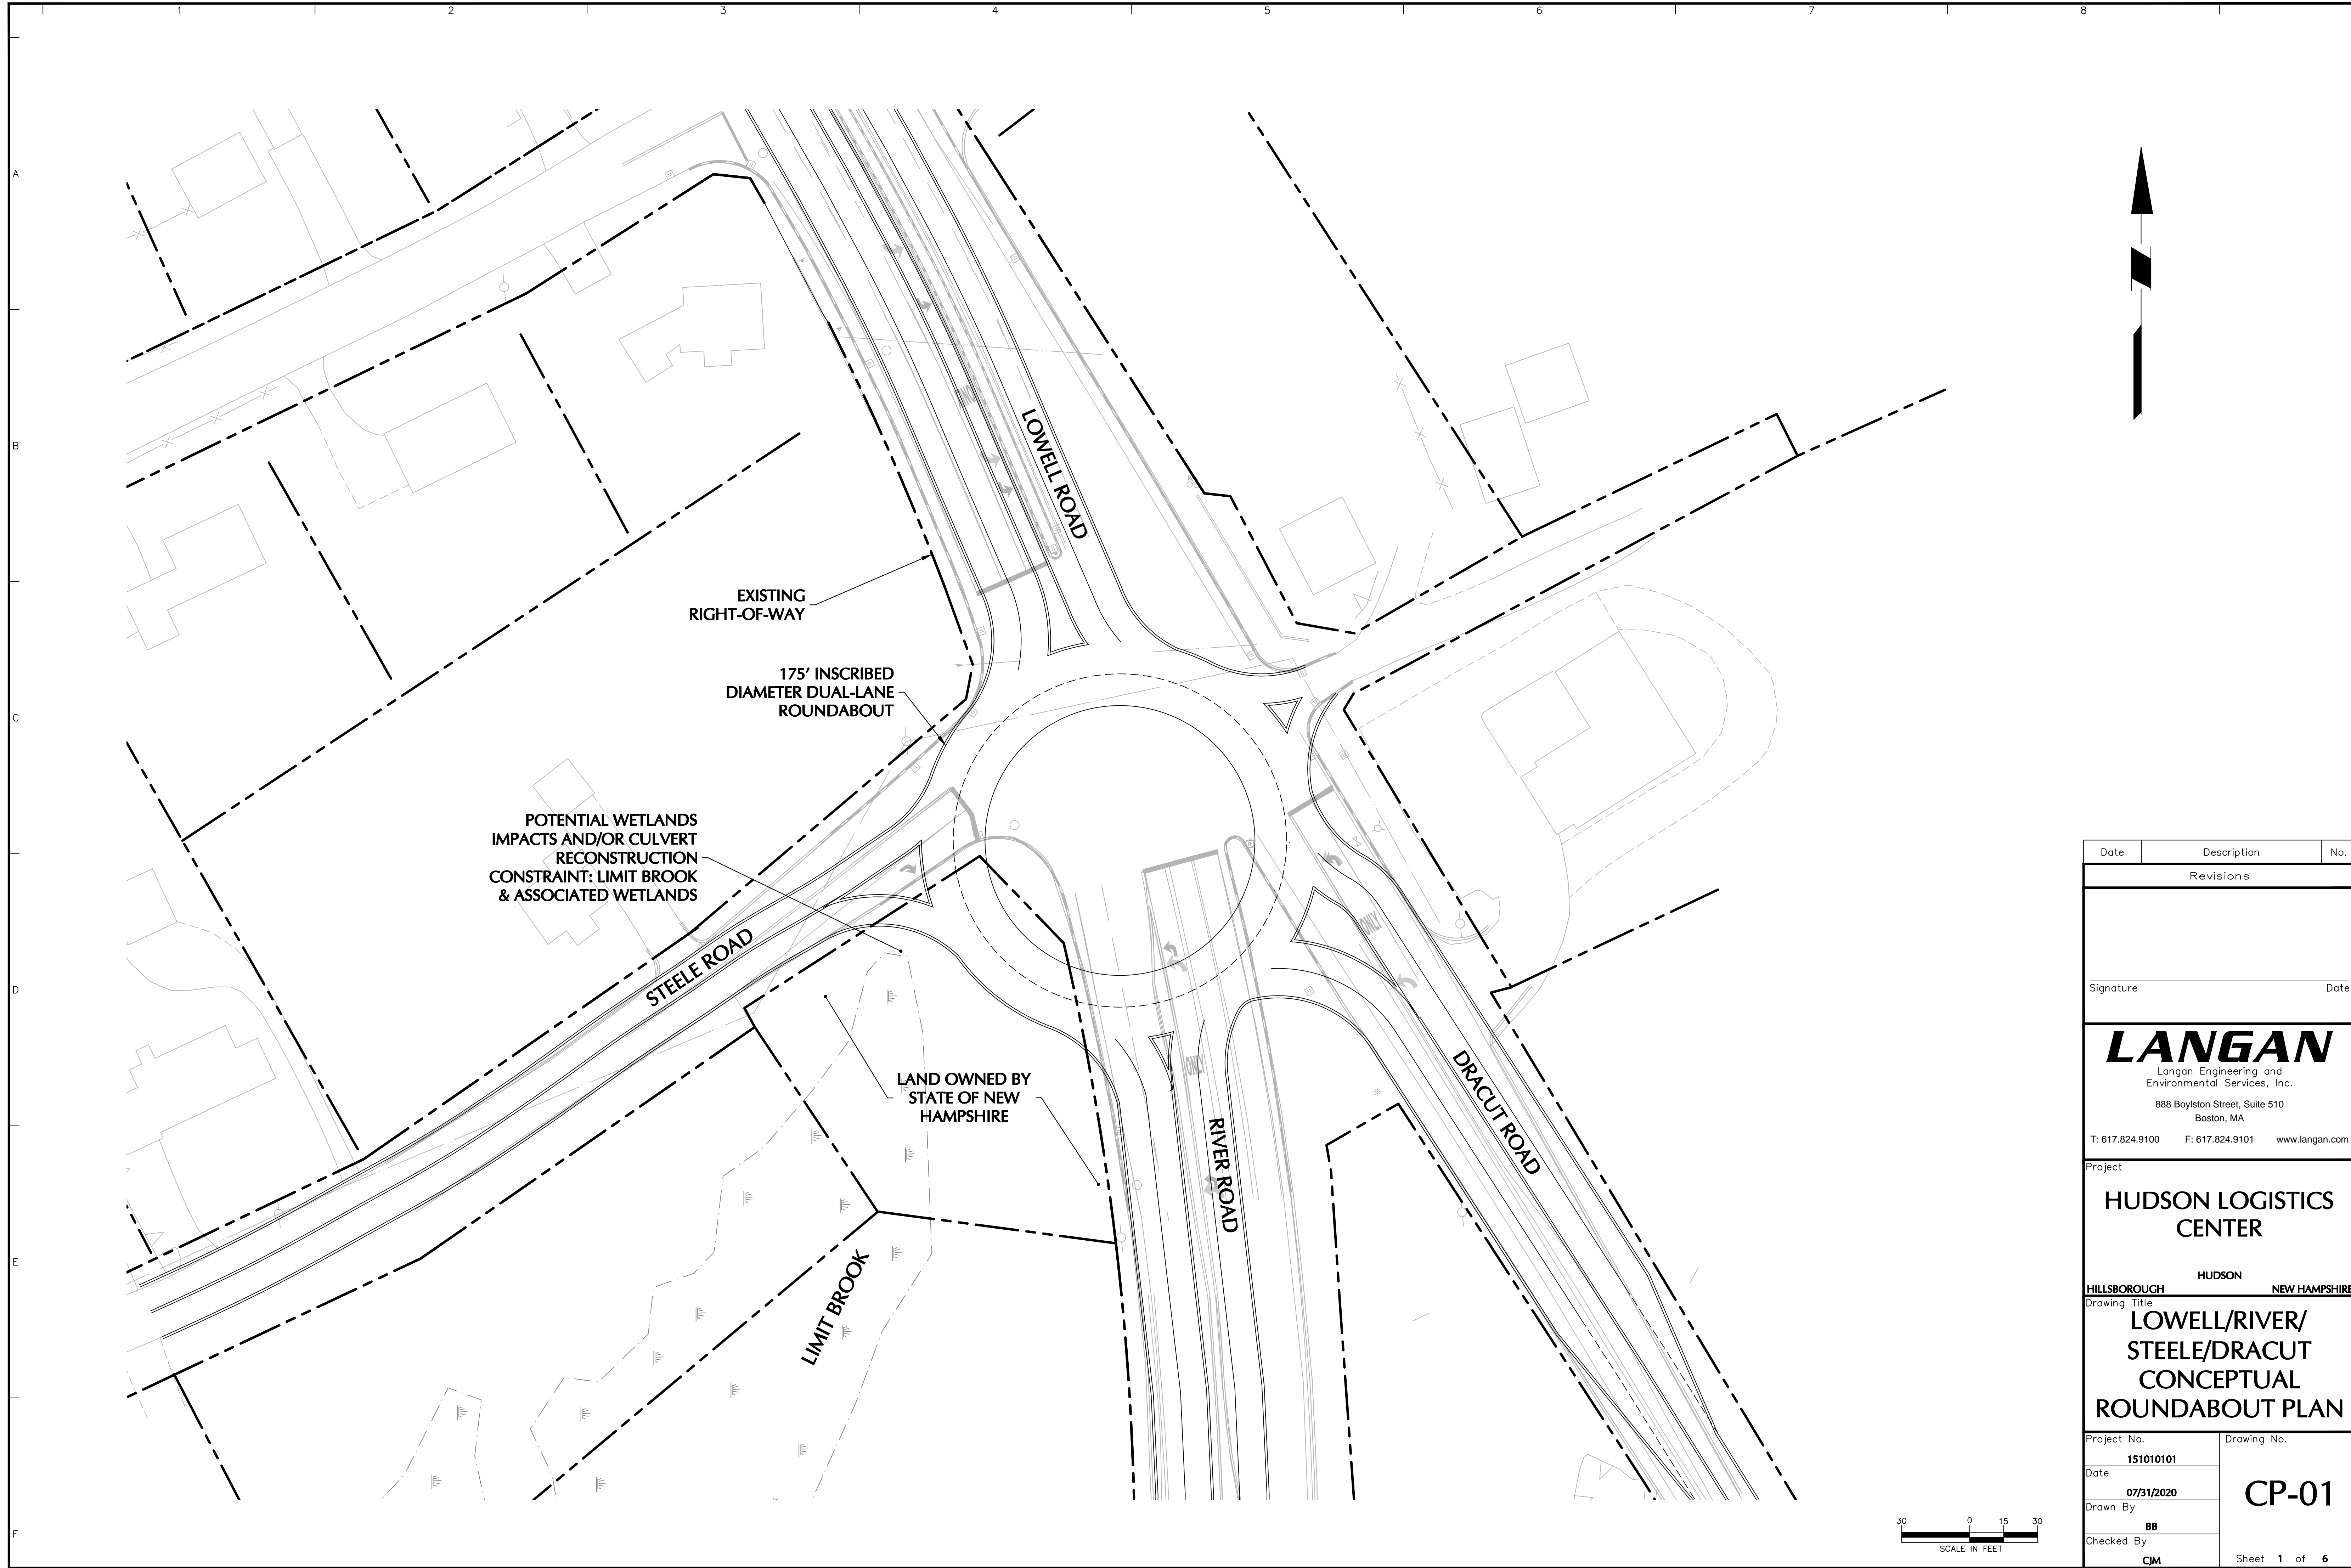 1 2 3 4 5 6 7 8
A
B
C
D
E
F
ONLY
LOWELL ROAD
EXISTING
RIGHT-OF-WAY
175' INSCRIBED
DIAMETER DUAL-LANE
ROUNDABOUT
POTENTIAL WETLANDS
IMPACTS AND/OR CULVERT
RECONSTRUCTION
CONSTRAINT: LIMIT BROOK
& ASSOCIATED WETLANDS
STEELE ROAD
ONLY
ONLY
LAND OWNED BY
STATE OF NEW
HAMPSHIRE
RIVER ROAD
DRACUT ROAD
LIMIT BROOK
30 0 15 30
SCALE IN FEET
Date Description No.
Revisions
Signature Date
LANGAN
Langan Engineering and
Environmental Services, Inc.
888 Boylston Street, Suite 510
Boston, MA
T: 617.824.9100 F: 617.824.9101 www.langan.com
Project
HUDSON LOGISTICS
CENTER
HUDSON
HILLSBOROUGH NEW HAMPSHIRE
Drawing Title
LOWELL/RIVER/
STEELE/DRACUT
CONCEPTUAL
ROUNDABOUT PLAN
Project No.
151010101
Date
07/31/2020
Drawn By
BB
Checked By
CJM
Drawing No.
CP-01
Sheet 1 of 6